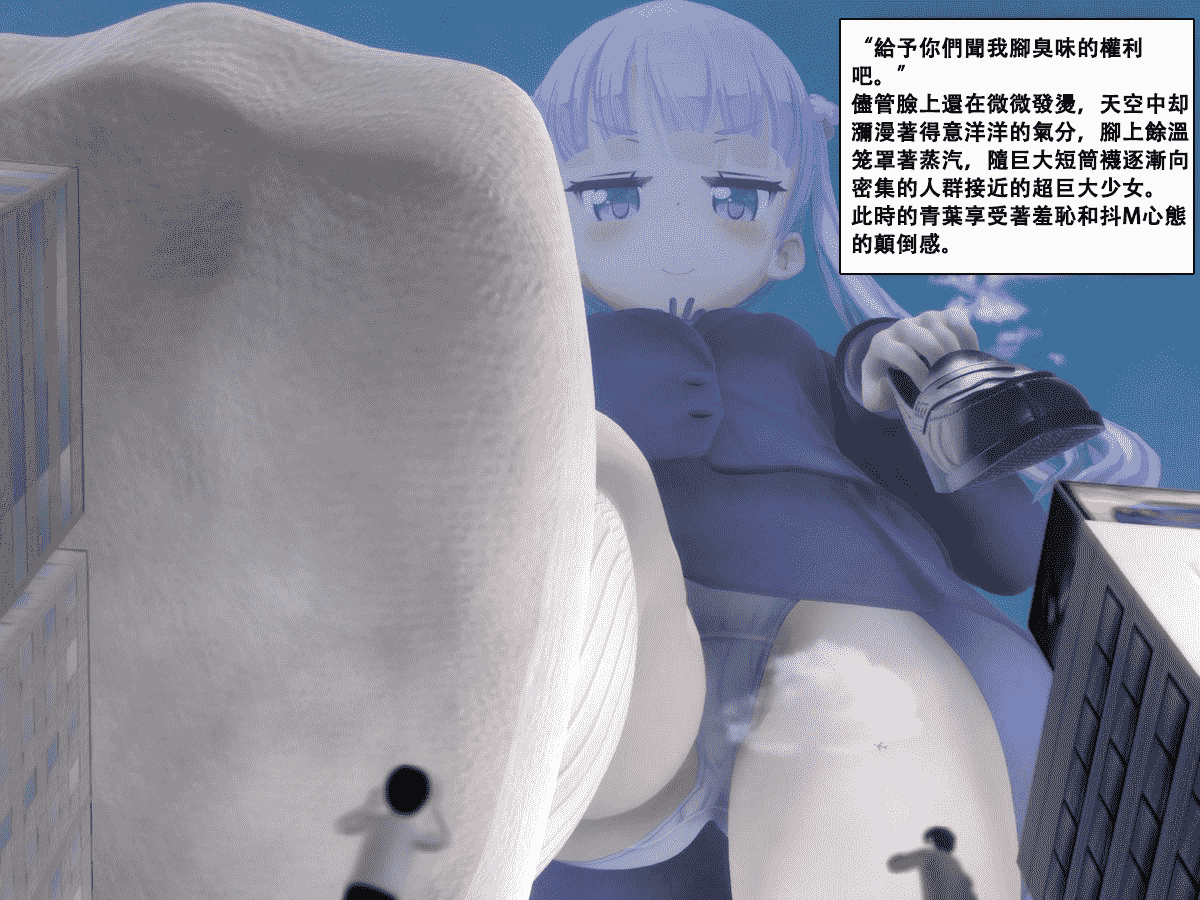 “給予你們聞我腳臭味的權利
吧。”
儘管臉上還在微微發燙，天空中却
瀰漫著得意洋洋的氣分，腳上餘溫
笼罩著蒸汽，隨巨大短筒襪逐漸向
密集的人群接近的超巨大少女。
此時的青葉享受著羞恥和抖M心態
的顛倒感。